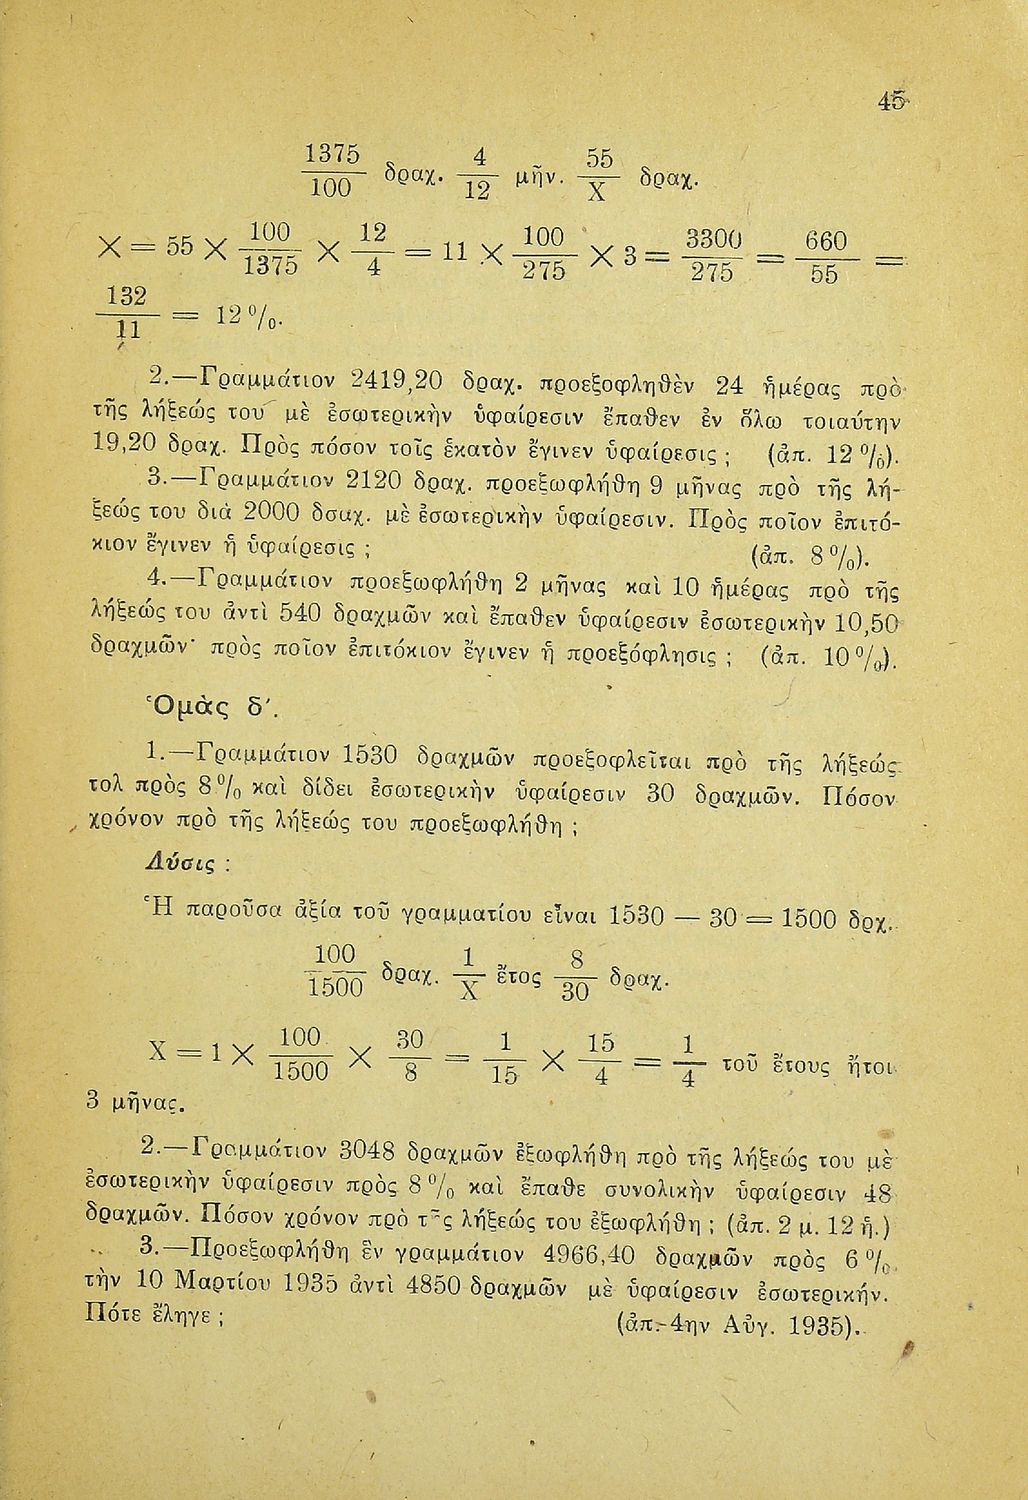 45
1375/100 δραχ. 4/12 μῆν. 55/X δραχ.
X = 55 X 100/1375 X 12/4 = 11 X 100/275 X 3 = 3300/275 = 660/55 =
132/11 = 12 %.
2.—Γραμμάτιον 2419,20 δραχ. προεξοφληθὲν 24 ἡμέρας πρὸ
τῆς λήξεώς του μὲ ἐσωτερικὴν ὑφαίρεσιν ἔπαθεν ἐν ὅλω τοιαύτην
19,20 δραχ. Πρὸς πόσον τοῖς ἑκατὸν ἔγινεν ὑφαίρεσις ; (ἀπ. 12 %).
3.—Γραμμάτιον 2120 δραχ. προεξωφλήθη 9 μῆνας πρὸ τῆς λή-
ξεώς του διὰ 2000 δσαχ. μὲ ἐσωτερικὴν ὑφαίρεσιν. Πρὸς ποῖον ἐπιτό-
κιον ἔγινεν ἡ ὑφαίρεσις ; (ἀπ. 8 %).
4.—Γραμμάτιον προεξωφλήθη 2 μῆνας καὶ 10 ἡμέρας πρὸ τῆς
λήξεώς του ἀντὶ 540 δραχμῶν καὶ ἔπαθεν ὑφαίρεσιν ἐσωτερικὴν 10,50
δραχμῶν· πρὸς ποῖον ἐπιτόκιον ἔγινεν ἡ προεξόφλησις ; (ἀπ. 10 %).
Ὁμὰς δ΄.
1.—Γραμμάτιον 1530 δραχμῶν προεξοφλεῖται πρὸ τῆς λήξεώς
τολ πρὸς 8 % καὶ δίδει ἐσωτερικὴν ὑφαίρεσιν 30 δραχμῶν. Πόσον
χρόνον πρὸ τῆς λήξεώς του προεξωφλήθη ;
Λύσις :
Ἡ παροῦσα ἀξία τοῦ γραμματίου εἶναι 1530 — 30 = 1500 δρχ.
100/1500 δραχ. 1/X ἔτος 8/30 δραχ.
X = 1 X 100/1500 X 30/8 = 1/15 X 15/4 = 1/4 τοῦ ἔτους ἤτοι
3 μῆνας.
2.—Γραμμάτιον 3048 δραχμῶν ἐξωφλήθη πρὸ τῆς λήξεώς του μὲ
ἐσωτερικὴν ὑφαίρεσιν πρὸς 8 % καὶ ἔπαθε συνολικὴν ὑφαίρεσιν 48
δραχμῶν. Πόσον χρόνον πρὸ τῆς λήξεώς του ἐξωφλήθη ; (ἀπ. 2 μ. 12 ἡ.)
3.—Προεξωφλήθη ἓν γραμμάτιον 4966,40 δραχμῶν πρὸς 6 %
τὴν 10 Μαρτίου 1935 ἀντὶ 4850 δραχμῶν μὲ ὑφαίρεσιν ἐσωτερικήν.
Πότε ἔληγε ; (ἀπ. 4ην Αὐγ. 1935).